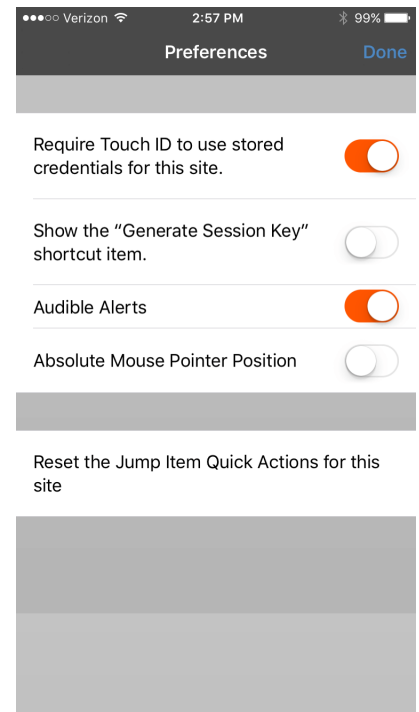 ●●●○○ Verizon 2:57 PM 99%
Preferences Done
Require Touch ID to use stored
credentials for this site.
Show the “Generate Session Key”
shortcut item.
Audible Alerts
Absolute Mouse Pointer Position
Reset the Jump Item Quick Actions for this
site